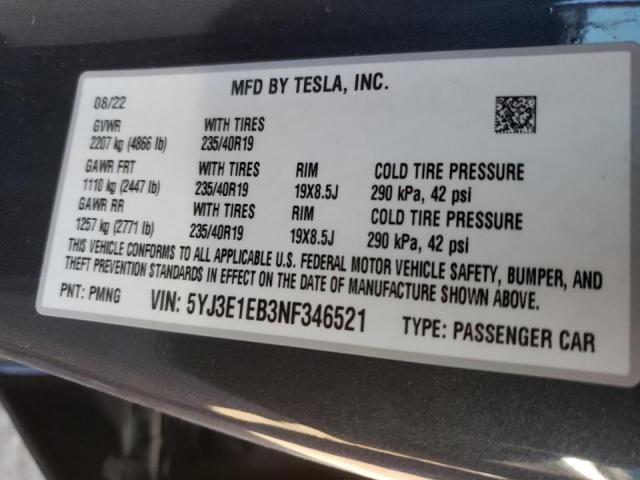 MFD BY TESLA, INC.
08/22
GVWR WITH TIRES
2207 kg (4866 lb) 235/40R19
GAWR FRT WITH TIRES RIM COLD TIRE PRESSURE
1110 kg (2447 lb) 235/40R19 19X8.5J 290 kPa, 42 psi
GAWR RR WITH TIRES RIM COLD TIRE PRESSURE
1257 kg (2771 lb) 235/40R19 19X8.5J 290 kPa, 42 psi
THIS VEHICLE CONFORMS TO ALL APPLICABLE U.S. FEDERAL MOTOR VEHICLE SAFETY, BUMPER, AND
THEFT PREVENTION STANDARDS IN EFFECT ON THE DATE OF MANUFACTURE SHOWN ABOVE.
PNT: PMNG VIN: 5YJ3E1EB3NF346521 TYPE: PASSENGER CAR